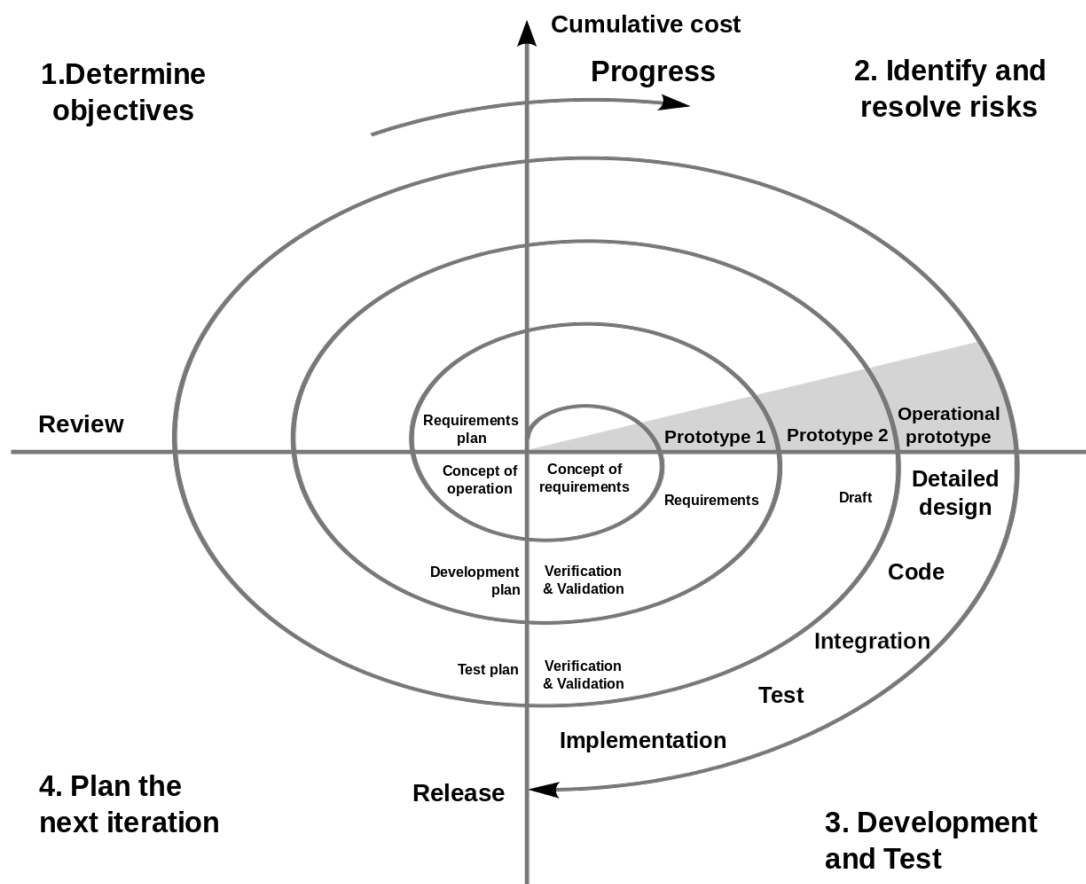 Cumulative cost
Progress
1.Determine
objectives
2. Identify and
resolve risks
Review
Requirements
plan
Prototype 1
Prototype 2
Operational
prototype
Concept of
operation
Concept of
requirements
Requirements
Draft
Detailed
design
Development
plan
Verification
& Validation
Code
Integration
Test plan
Verification
& Validation
Test
Implementation
Release
4. Plan the
next iteration
3. Development
and Test